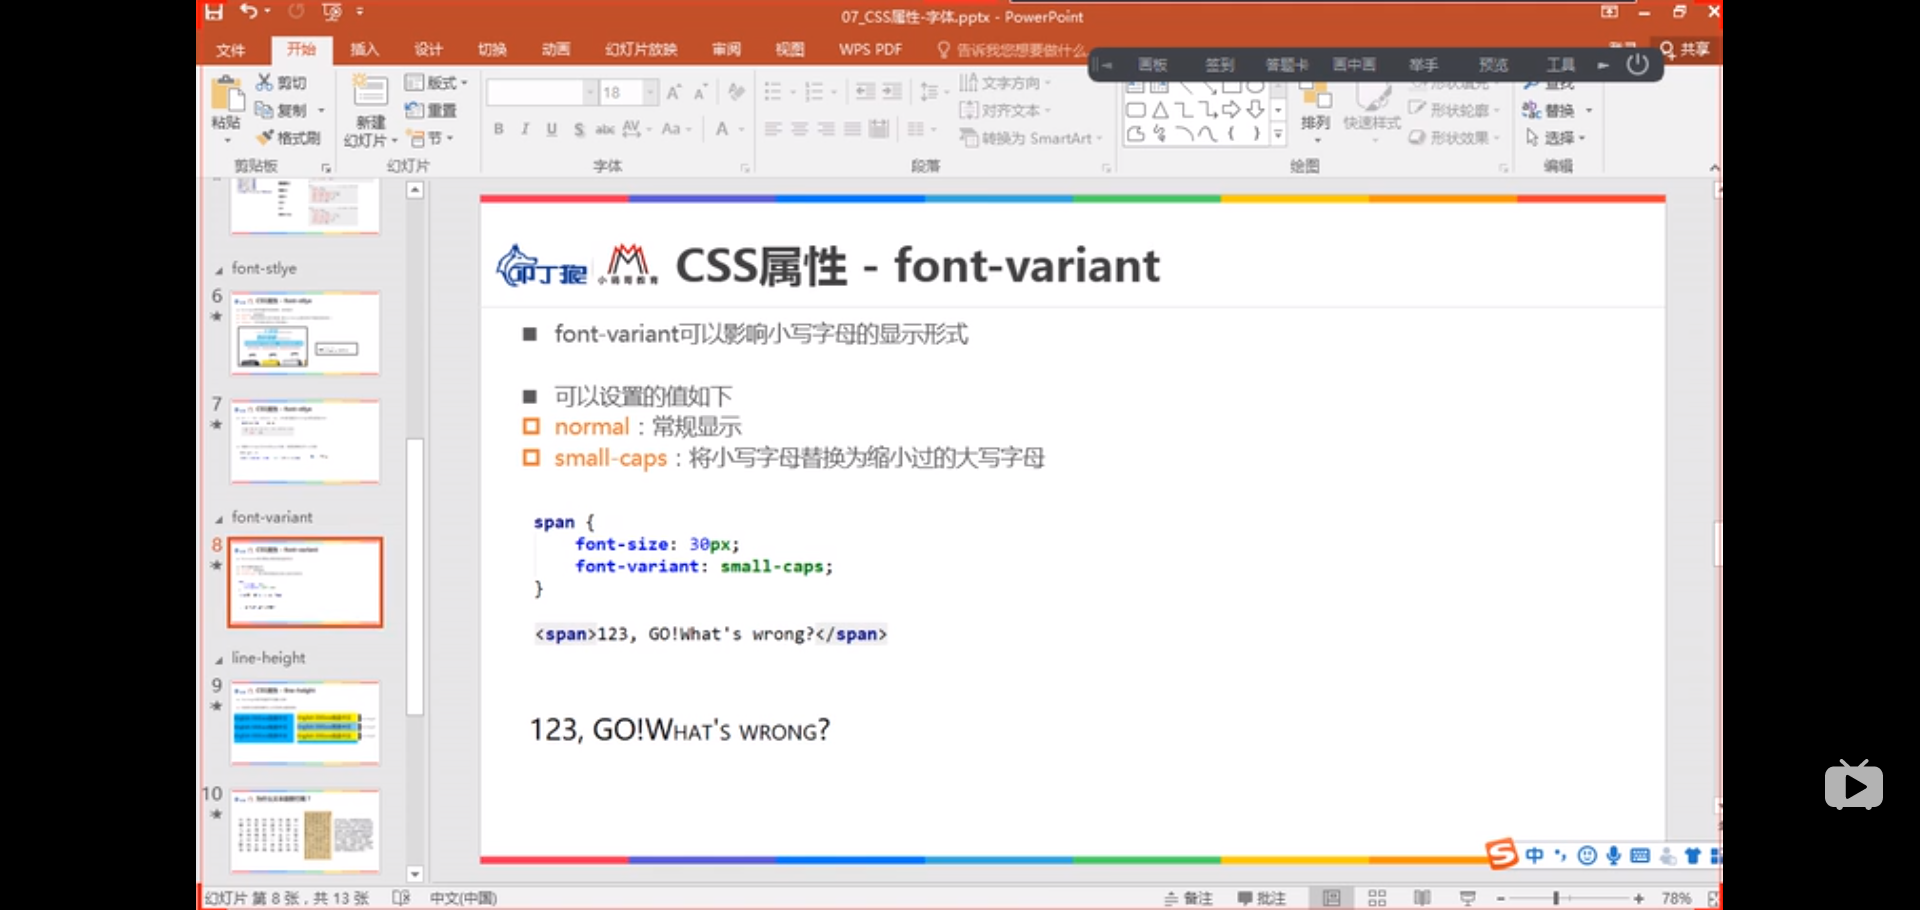 07_CSS属性-字体.pptx - PowerPoint
文件 开始 插入 设计 切换 动画 幻灯片放映 审阅 视图 WPS PDF 告诉我您想要做什么 共享
画板 签到 答题卡 画中画 举手 预览 工具
剪切 版式 18 文字方向
粘贴 复制 新建 重置 对齐文本 排列 快速样式 形状轮廓 替换
格式刷 幻灯片 节 B I U S abc AV Aa A 转换为 SmartArt 形状效果 选择
剪贴板 幻灯片 字体 段落 绘图 编辑
font-stlye
6
7
font-variant
8
line-height
9
10
叩丁狼
小码哥教育
CSS属性 - font-variant
font-variant可以影响小写字母的显示形式
可以设置的值如下
normal：常规显示
small-caps：将小写字母替换为缩小过的大写字母
span {
font-size: 30px;
font-variant: small-caps;
}
<span>123, GO!What's wrong?</span>
123, GO!What's wrong?
中
幻灯片 第 8 张，共 13 张 中文(中国) 备注 批注 78%